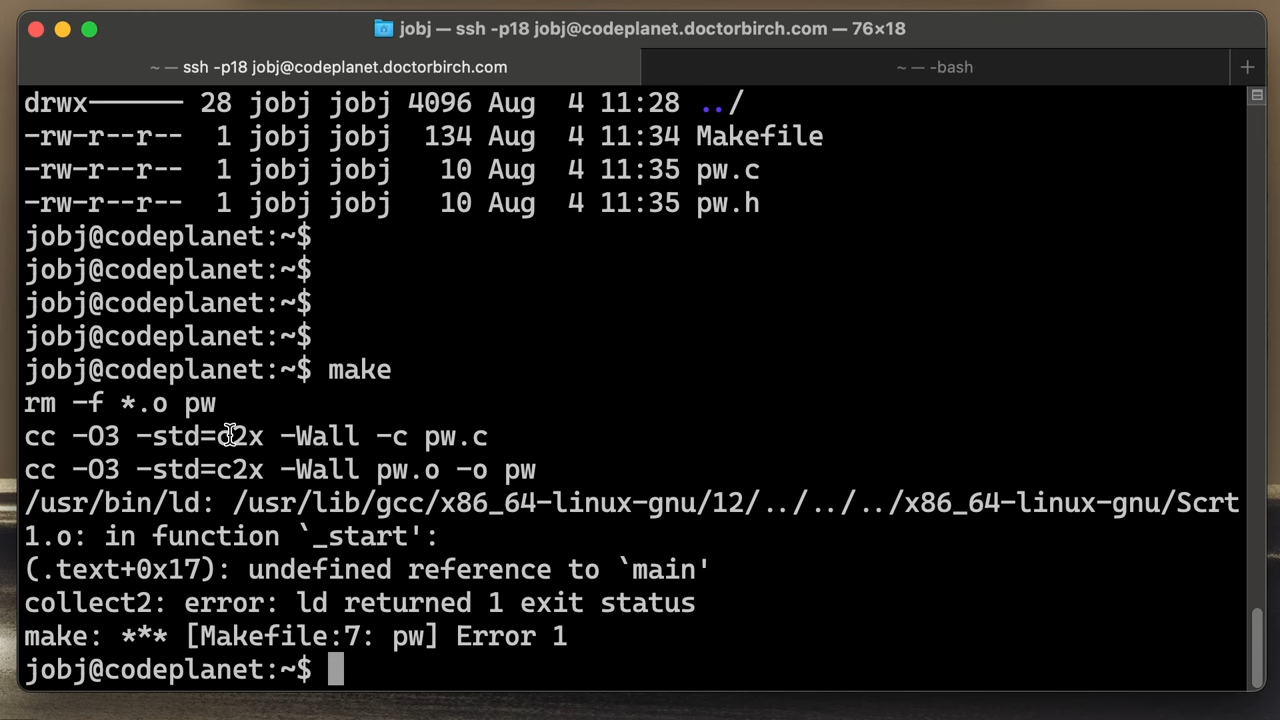 jobj — ssh -p18 jobj@codeplanet.doctorbirch.com — 76×18
~ — ssh -p18 jobj@codeplanet.doctorbirch.com
~ — -bash
drwx------ 28 jobj jobj 4096 Aug  4 11:28 ../
-rw-r--r--  1 jobj jobj  134 Aug  4 11:34 Makefile
-rw-r--r--  1 jobj jobj   10 Aug  4 11:35 pw.c
-rw-r--r--  1 jobj jobj   10 Aug  4 11:35 pw.h
jobj@codeplanet:~$
jobj@codeplanet:~$
jobj@codeplanet:~$
jobj@codeplanet:~$
jobj@codeplanet:~$ make
rm -f *.o pw
cc -O3 -std=c2x -Wall -c pw.c
cc -O3 -std=c2x -Wall pw.o -o pw
/usr/bin/ld: /usr/lib/gcc/x86_64-linux-gnu/12/../../../x86_64-linux-gnu/Scrt
1.o: in function `_start':
(.text+0x17): undefined reference to `main'
collect2: error: ld returned 1 exit status
make: *** [Makefile:7: pw] Error 1
jobj@codeplanet:~$